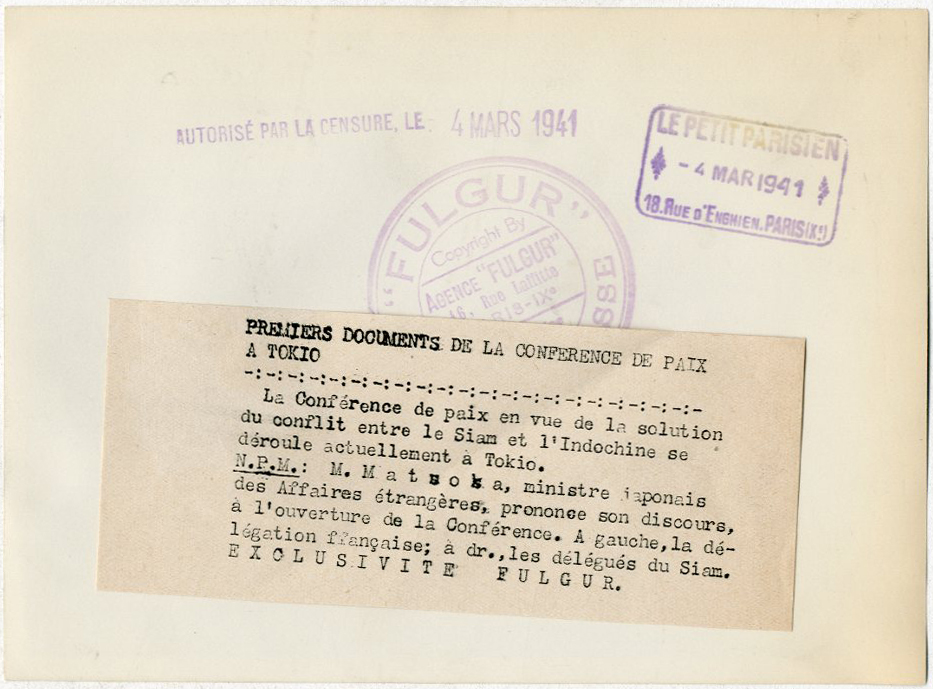 AUTORISÉ PAR LA CENSURE, LE: 4 MARS 1941
LE PETIT PARISIEN
- 4 MAR 1941
18. RUE D'ENGHIEN. PARIS (Xe)
"FULGUR"
Copyright By
AGENCE "FULGUR"
Rue Laffitte
PREMIERS DOCUMENTS DE LA CONFERENCE DE PAIX
A TOKIO
-:-:-:-:-:-:-:-:-:-:-:-:-:-:-:-:-:-:-:-:-:-:-
La Conférence de paix en vue de la solution
du conflit entre le Siam et l'Indochine se
déroule actuellement à Tokio.
N.P.M.: M. M a t s o k a, ministre japonais
des Affaires étrangères, prononce son discours,
à l'ouverture de la Conférence. A gauche, la dé-
légation française; à dr., les délégués du Siam.
E X C L U S I V I T E F U L G U R.